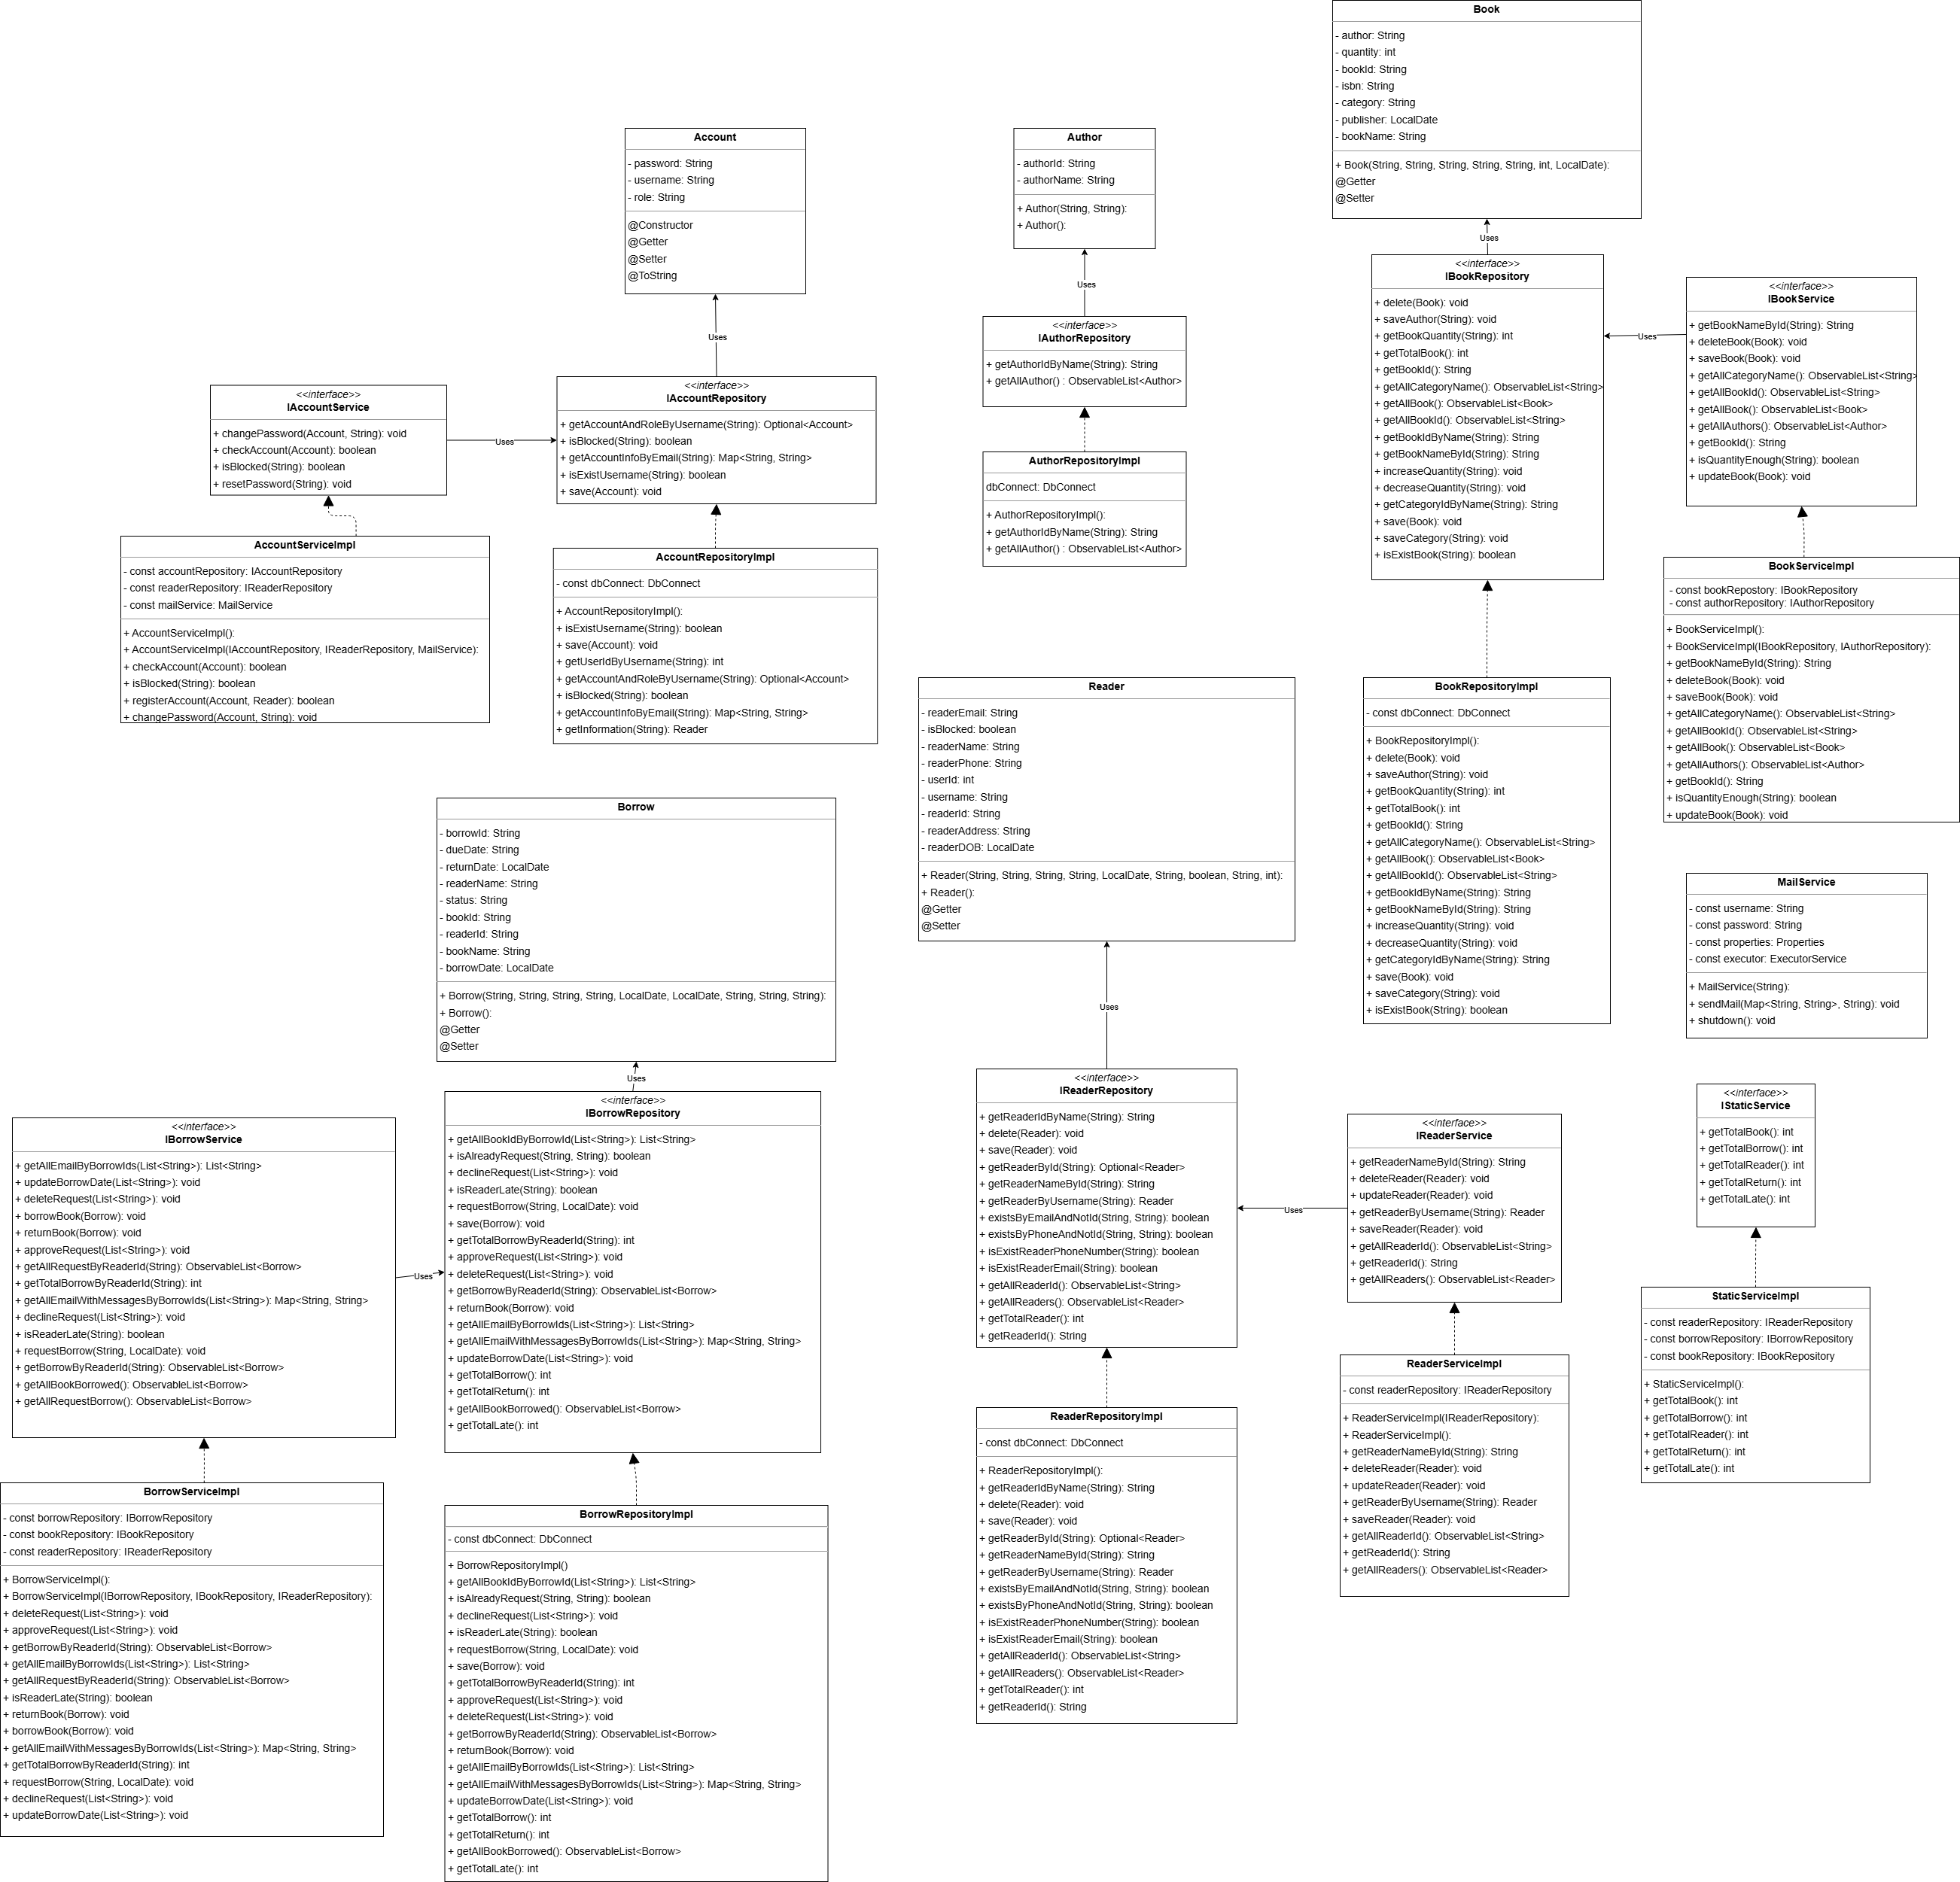 Book
- author: String
- quantity: int
- bookId: String
- isbn: String
- category: String
- publisher: LocalDate
- bookName: String
+ Book(String, String, String, String, String, int, LocalDate):
@Getter
@Setter
Uses
Account
- password: String
- username: String
- role: String
@Constructor
@Getter
@Setter
@ToString
Uses
Author
- authorId: String
- authorName: String
+ Author(String, String):
+ Author():
Uses
<<interface>>
IBookRepository
+ delete(Book): void
+ saveAuthor(String): void
+ getBookQuantity(String): int
+ getTotalBook(): int
+ getBookId(): String
+ getAllCategoryName(): ObservableList<String>
+ getAllBook(): ObservableList<Book>
+ getAllBookId(): ObservableList<String>
+ getBookIdByName(String): String
+ getBookNameById(String): String
+ increaseQuantity(String): void
+ decreaseQuantity(String): void
+ getCategoryIdByName(String): String
+ save(Book): void
+ saveCategory(String): void
+ isExistBook(String): boolean
Uses
<<interface>>
IBookService
+ getBookNameById(String): String
+ deleteBook(Book): void
+ saveBook(Book): void
+ getAllCategoryName(): ObservableList<String>
+ getAllBookId(): ObservableList<String>
+ getAllBook(): ObservableList<Book>
+ getAllAuthors(): ObservableList<Author>
+ getBookId(): String
+ isQuantityEnough(String): boolean
+ updateBook(Book): void
<<interface>>
IAuthorRepository
+ getAuthorIdByName(String): String
+ getAllAuthor() : ObservableList<Author>
<<interface>>
IAccountService
+ changePassword(Account, String): void
+ checkAccount(Account): boolean
+ isBlocked(String): boolean
+ resetPassword(String): void
Uses
<<interface>>
IAccountRepository
+ getAccountAndRoleByUsername(String): Optional<Account>
+ isBlocked(String): boolean
+ getAccountInfoByEmail(String): Map<String, String>
+ isExistUsername(String): boolean
+ save(Account): void
AuthorRepositoryImpl
dbConnect: DbConnect
+ AuthorRepositoryImpl():
+ getAuthorIdByName(String): String
+ getAllAuthor() : ObservableList<Author>
AccountServiceImpl
- const accountRepository: IAccountRepository
- const readerRepository: IReaderRepository
- const mailService: MailService
+ AccountServiceImpl():
+ AccountServiceImpl(IAccountRepository, IReaderRepository, MailService):
+ checkAccount(Account): boolean
+ isBlocked(String): boolean
+ registerAccount(Account, Reader): boolean
+ changePassword(Account, String): void
AccountRepositoryImpl
- const dbConnect: DbConnect
+ AccountRepositoryImpl():
+ isExistUsername(String): boolean
+ save(Account): void
+ getUserIdByUsername(String): int
+ getAccountAndRoleByUsername(String): Optional<Account>
+ isBlocked(String): boolean
+ getAccountInfoByEmail(String): Map<String, String>
+ getInformation(String): Reader
BookServiceImpl
- const bookRepostory: IBookRepository
- const authorRepository: IAuthorRepository
+ BookServiceImpl():
+ BookServiceImpl(IBookRepository, IAuthorRepository):
+ getBookNameById(String): String
+ deleteBook(Book): void
+ saveBook(Book): void
+ getAllCategoryName(): ObservableList<String>
+ getAllBookId(): ObservableList<String>
+ getAllBook(): ObservableList<Book>
+ getAllAuthors(): ObservableList<Author>
+ getBookId(): String
+ isQuantityEnough(String): boolean
+ updateBook(Book): void
Reader
- readerEmail: String
- isBlocked: boolean
- readerName: String
- readerPhone: String
- userId: int
- username: String
- readerId: String
- readerAddress: String
- readerDOB: LocalDate
+ Reader(String, String, String, String, LocalDate, String, boolean, String, int):
+ Reader():
@Getter
@Setter
Uses
BookRepositoryImpl
- const dbConnect: DbConnect
+ BookRepositoryImpl():
+ delete(Book): void
+ saveAuthor(String): void
+ getBookQuantity(String): int
+ getTotalBook(): int
+ getBookId(): String
+ getAllCategoryName(): ObservableList<String>
+ getAllBook(): ObservableList<Book>
+ getAllBookId(): ObservableList<String>
+ getBookIdByName(String): String
+ getBookNameById(String): String
+ increaseQuantity(String): void
+ decreaseQuantity(String): void
+ getCategoryIdByName(String): String
+ save(Book): void
+ saveCategory(String): void
+ isExistBook(String): boolean
Borrow
- borrowId: String
- dueDate: String
- returnDate: LocalDate
- readerName: String
- status: String
- bookId: String
- readerId: String
- bookName: String
- borrowDate: LocalDate
+ Borrow(String, String, String, String, LocalDate, LocalDate, String, String, String):
+ Borrow():
@Getter
@Setter
Uses
MailService
- const username: String
- const password: String
- const properties: Properties
- const executor: ExecutorService
+ MailService(String):
+ sendMail(Map<String, String>, String): void
+ shutdown(): void
<<interface>>
IBorrowService
+ getAllEmailByBorrowIds(List<String>): List<String>
+ updateBorrowDate(List<String>): void
+ deleteRequest(List<String>): void
+ borrowBook(Borrow): void
+ returnBook(Borrow): void
+ approveRequest(List<String>): void
+ getAllRequestByReaderId(String): ObservableList<Borrow>
+ getTotalBorrowByReaderId(String): int
+ getAllEmailWithMessagesByBorrowIds(List<String>): Map<String, String>
+ declineRequest(List<String>): void
+ isReaderLate(String): boolean
+ requestBorrow(String, LocalDate): void
+ getBorrowByReaderId(String): ObservableList<Borrow>
+ getAllBookBorrowed(): ObservableList<Borrow>
+ getAllRequestBorrow(): ObservableList<Borrow>
Uses
<<interface>>
IBorrowRepository
+ getAllBookIdByBorrowId(List<String>): List<String>
+ isAlreadyRequest(String, String): boolean
+ declineRequest(List<String>): void
+ isReaderLate(String): boolean
+ requestBorrow(String, LocalDate): void
+ save(Borrow): void
+ getTotalBorrowByReaderId(String): int
+ approveRequest(List<String>): void
+ deleteRequest(List<String>): void
+ getBorrowByReaderId(String): ObservableList<Borrow>
+ returnBook(Borrow): void
+ getAllEmailByBorrowIds(List<String>): List<String>
+ getAllEmailWithMessagesByBorrowIds(List<String>): Map<String, String>
+ updateBorrowDate(List<String>): void
+ getTotalBorrow(): int
+ getTotalReturn(): int
+ getAllBookBorrowed(): ObservableList<Borrow>
+ getTotalLate(): int
<<interface>>
IReaderRepository
+ getReaderIdByName(String): String
+ delete(Reader): void
+ save(Reader): void
+ getReaderById(String): Optional<Reader>
+ getReaderNameById(String): String
+ getReaderByUsername(String): Reader
+ existsByEmailAndNotId(String, String): boolean
+ existsByPhoneAndNotId(String, String): boolean
+ isExistReaderPhoneNumber(String): boolean
+ isExistReaderEmail(String): boolean
+ getAllReaderId(): ObservableList<String>
+ getAllReaders(): ObservableList<Reader>
+ getTotalReader(): int
+ getReaderId(): String
Uses
<<interface>>
IReaderService
+ getReaderNameById(String): String
+ deleteReader(Reader): void
+ updateReader(Reader): void
+ getReaderByUsername(String): Reader
+ saveReader(Reader): void
+ getAllReaderId(): ObservableList<String>
+ getReaderId(): String
+ getAllReaders(): ObservableList<Reader>
<<interface>>
IStaticService
+ getTotalBook(): int
+ getTotalBorrow(): int
+ getTotalReader(): int
+ getTotalReturn(): int
+ getTotalLate(): int
StaticServiceImpl
- const readerRepository: IReaderRepository
- const borrowRepository: IBorrowRepository
- const bookRepository: IBookRepository
+ StaticServiceImpl():
+ getTotalBook(): int
+ getTotalBorrow(): int
+ getTotalReader(): int
+ getTotalReturn(): int
+ getTotalLate(): int
ReaderServiceImpl
- const readerRepository: IReaderRepository
+ ReaderServiceImpl(IReaderRepository):
+ ReaderServiceImpl():
+ getReaderNameById(String): String
+ deleteReader(Reader): void
+ updateReader(Reader): void
+ getReaderByUsername(String): Reader
+ saveReader(Reader): void
+ getAllReaderId(): ObservableList<String>
+ getReaderId(): String
+ getAllReaders(): ObservableList<Reader>
ReaderRepositoryImpl
- const dbConnect: DbConnect
+ ReaderRepositoryImpl():
+ getReaderIdByName(String): String
+ delete(Reader): void
+ save(Reader): void
+ getReaderById(String): Optional<Reader>
+ getReaderNameById(String): String
+ getReaderByUsername(String): Reader
+ existsByEmailAndNotId(String, String): boolean
+ existsByPhoneAndNotId(String, String): boolean
+ isExistReaderPhoneNumber(String): boolean
+ isExistReaderEmail(String): boolean
+ getAllReaderId(): ObservableList<String>
+ getAllReaders(): ObservableList<Reader>
+ getTotalReader(): int
+ getReaderId(): String
BorrowServiceImpl
- const borrowRepository: IBorrowRepository
- const bookRepository: IBookRepository
- const readerRepository: IReaderRepository
+ BorrowServiceImpl():
+ BorrowServiceImpl(IBorrowRepository, IBookRepository, IReaderRepository):
+ deleteRequest(List<String>): void
+ approveRequest(List<String>): void
+ getBorrowByReaderId(String): ObservableList<Borrow>
+ getAllEmailByBorrowIds(List<String>): List<String>
+ getAllRequestByReaderId(String): ObservableList<Borrow>
+ isReaderLate(String): boolean
+ returnBook(Borrow): void
+ borrowBook(Borrow): void
+ getAllEmailWithMessagesByBorrowIds(List<String>): Map<String, String>
+ getTotalBorrowByReaderId(String): int
+ requestBorrow(String, LocalDate): void
+ declineRequest(List<String>): void
+ updateBorrowDate(List<String>): void
BorrowRepositoryImpl
- const dbConnect: DbConnect
+ BorrowRepositoryImpl()
+ getAllBookIdByBorrowId(List<String>): List<String>
+ isAlreadyRequest(String, String): boolean
+ declineRequest(List<String>): void
+ isReaderLate(String): boolean
+ requestBorrow(String, LocalDate): void
+ save(Borrow): void
+ getTotalBorrowByReaderId(String): int
+ approveRequest(List<String>): void
+ deleteRequest(List<String>): void
+ getBorrowByReaderId(String): ObservableList<Borrow>
+ returnBook(Borrow): void
+ getAllEmailByBorrowIds(List<String>): List<String>
+ getAllEmailWithMessagesByBorrowIds(List<String>): Map<String, String>
+ updateBorrowDate(List<String>): void
+ getTotalBorrow(): int
+ getTotalReturn(): int
+ getAllBookBorrowed(): ObservableList<Borrow>
+ getTotalLate(): int